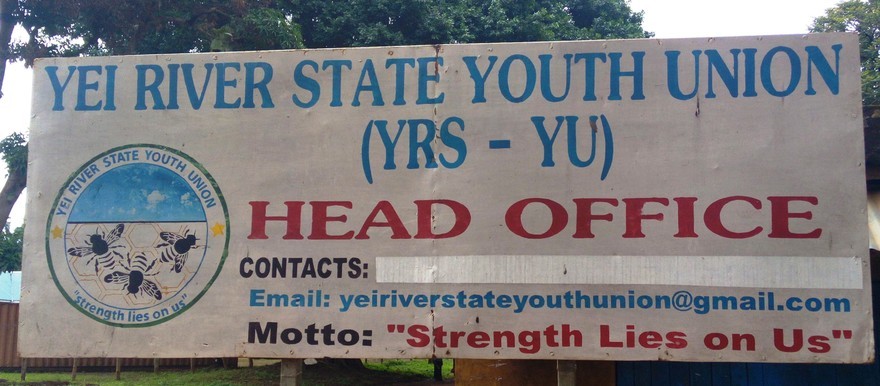 YEI RIVER STATE YOUTH UNION
(YRS - YU)
HEAD OFFICE
CONTACTS:
Email: yeiriverstateyouthunion@gmail.com
Motto: "Strength Lies on Us"
YEI RIVER STATE YOUTH UNION
"strength lies on us"